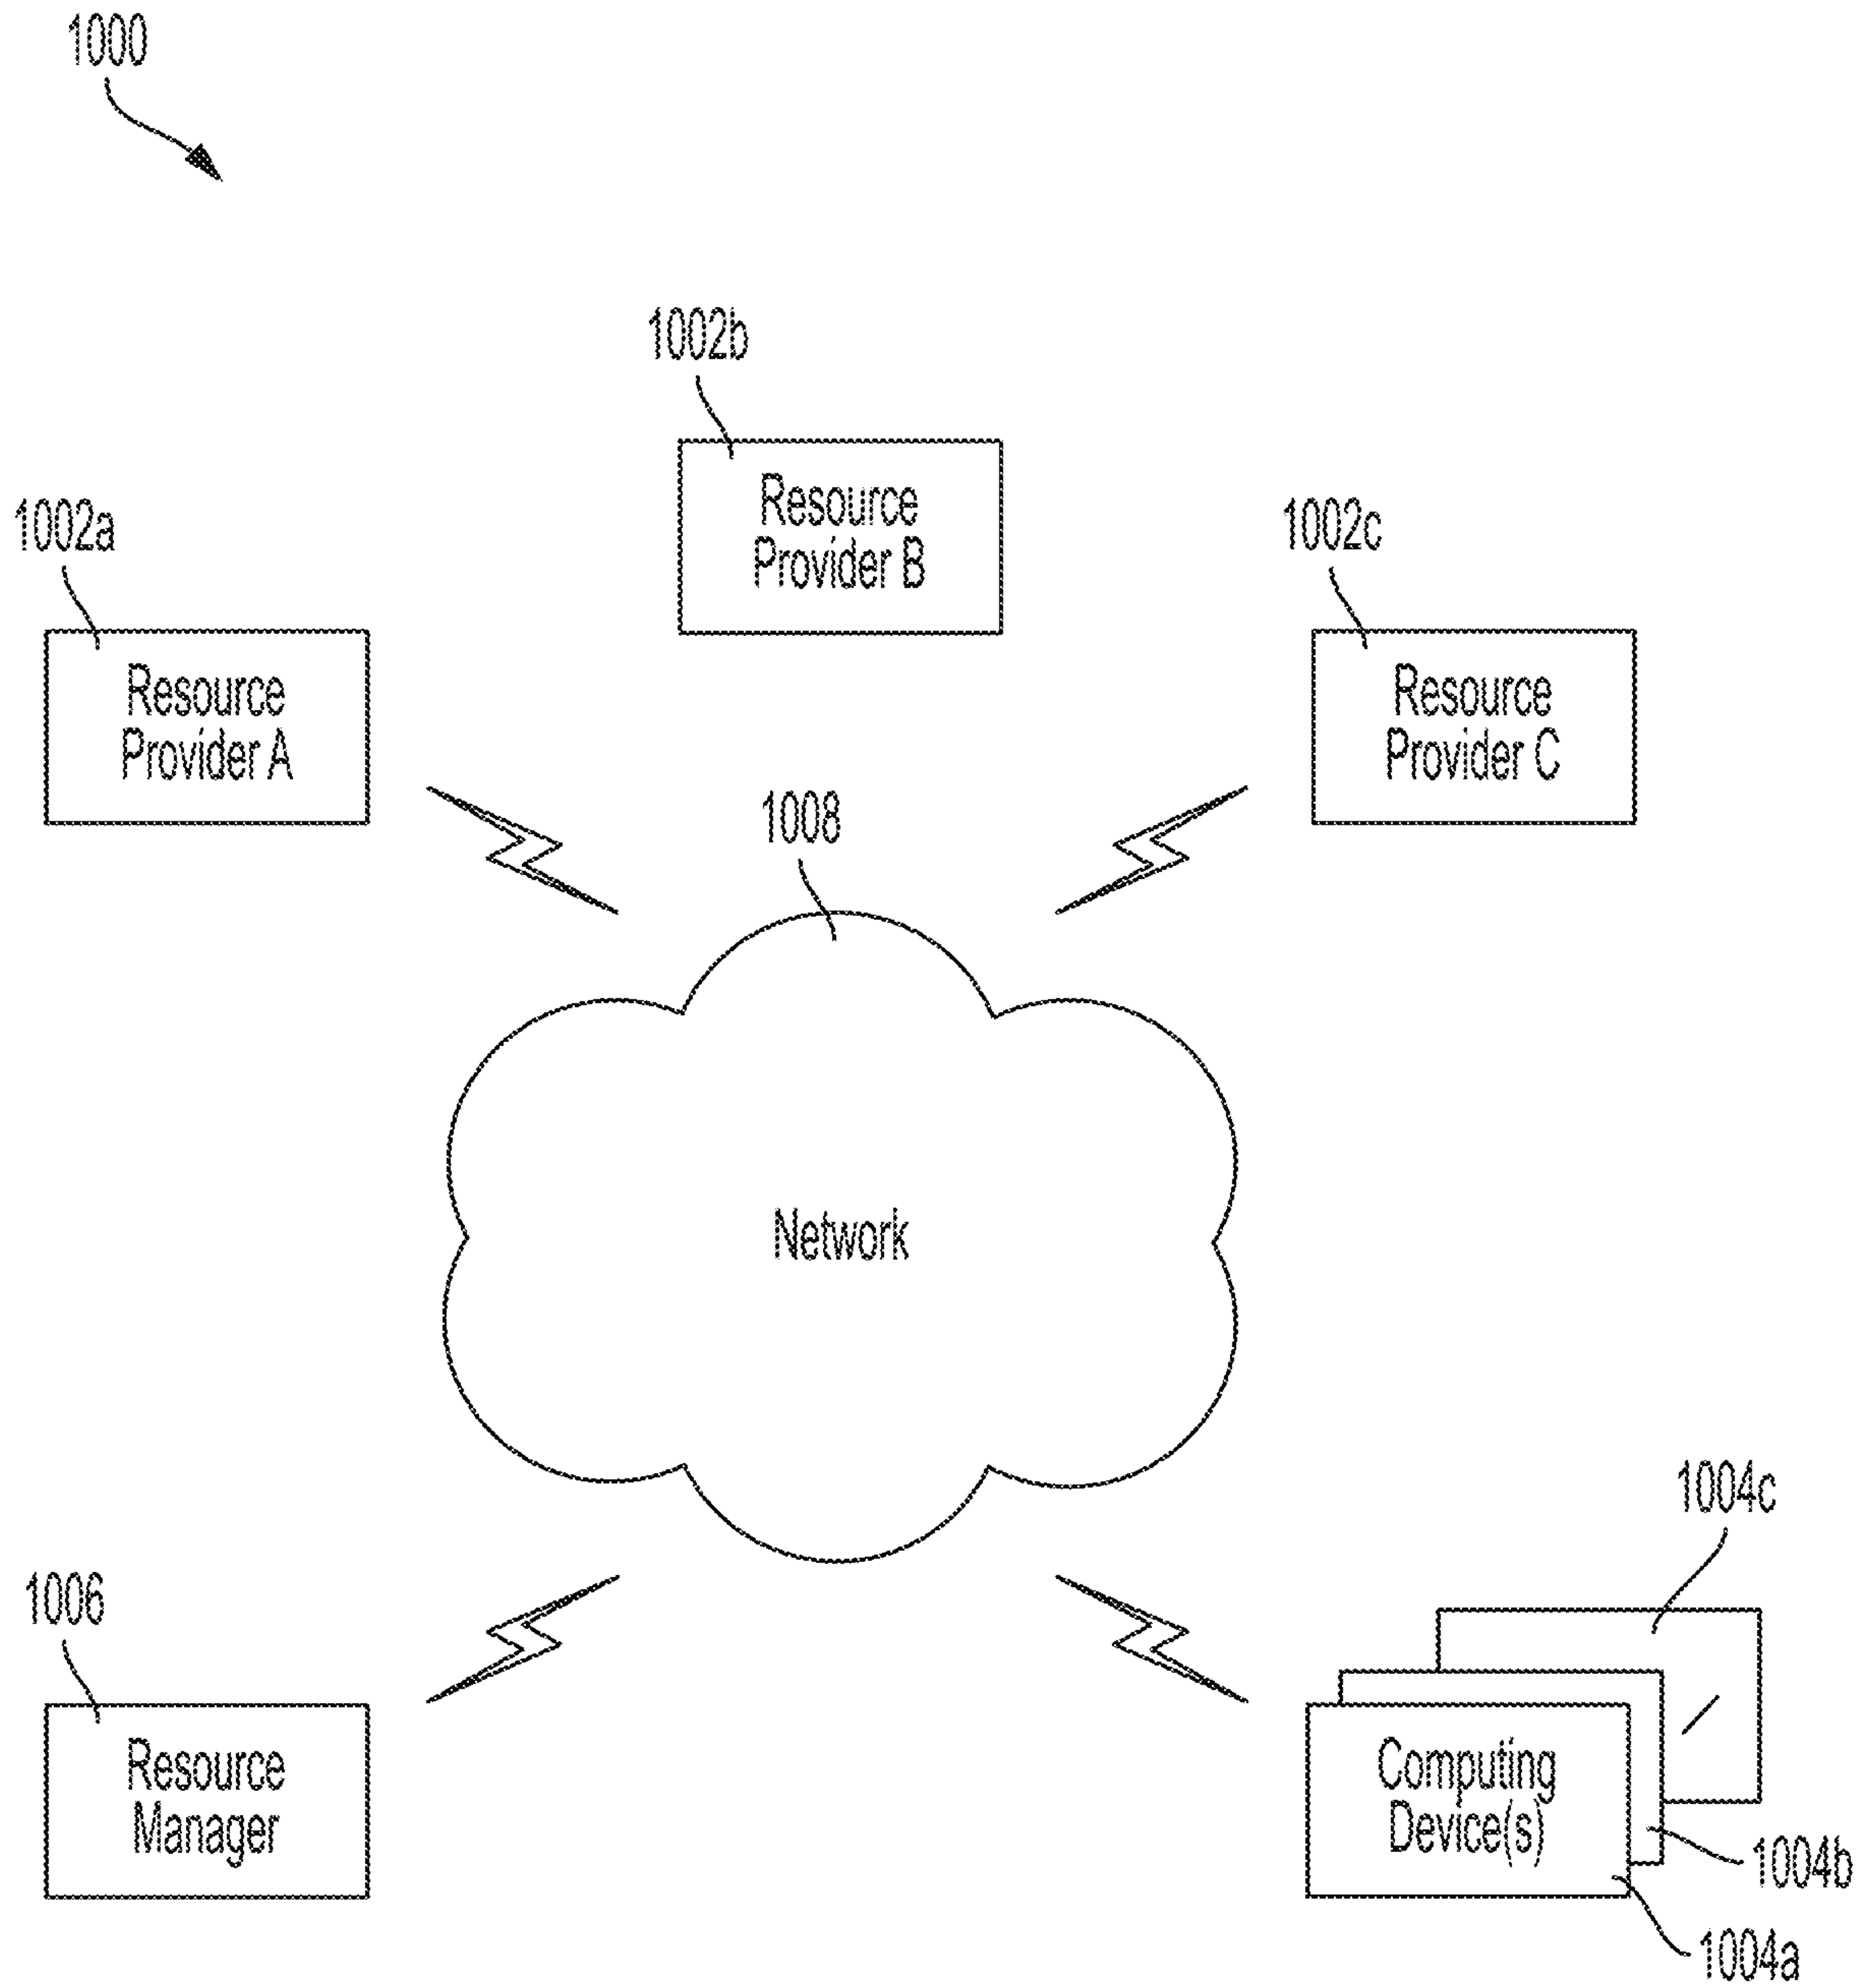 1000
1002b
Resource
Provider B
1002a
Resource
Provider A
1002c
Resource
Provider C
1008
Network
1006
Resource
Manager
1004c
Computing
Device(s)
1004b
1004a